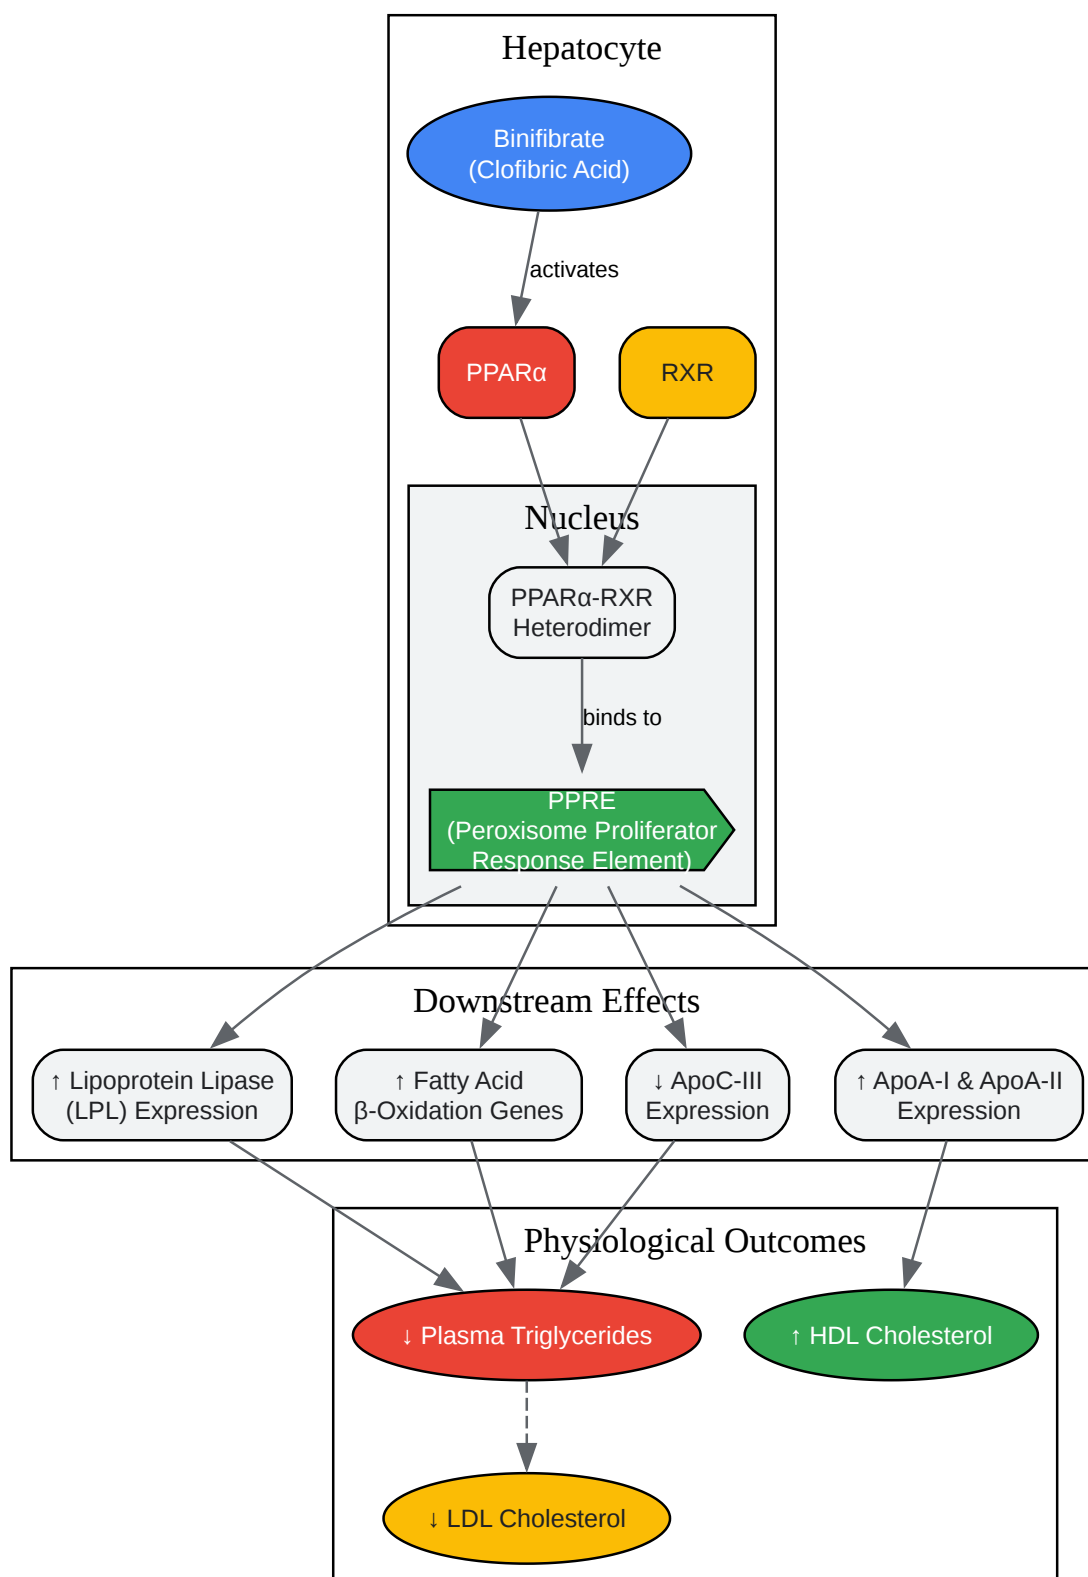 Hepatocyte
Binifibrate
(Clofibric Acid)
activates
PPARα
RXR
Nucleus
PPARα-RXR
Heterodimer
binds to
PPRE
(Peroxisome Proliferator
Response Element)
Downstream Effects
↑ Lipoprotein Lipase
(LPL) Expression
↑ Fatty Acid
β-Oxidation Genes
↓ ApoC-III
Expression
↑ ApoA-I & ApoA-II
Expression
Physiological Outcomes
↓ Plasma Triglycerides
↑ HDL Cholesterol
↓ LDL Cholesterol